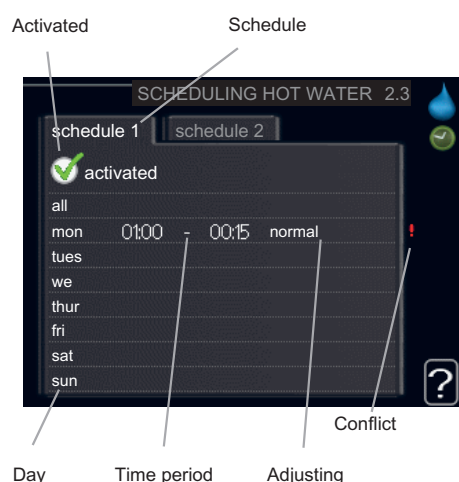 Activated Schedule
SCHEDULING HOT WATER 2.3
schedule 1 schedule 2
activated
all
mon 01:00 - 00:15 normal !
tues
we
thur
fri
sat
sun
?
Conflict
Day Time period Adjusting